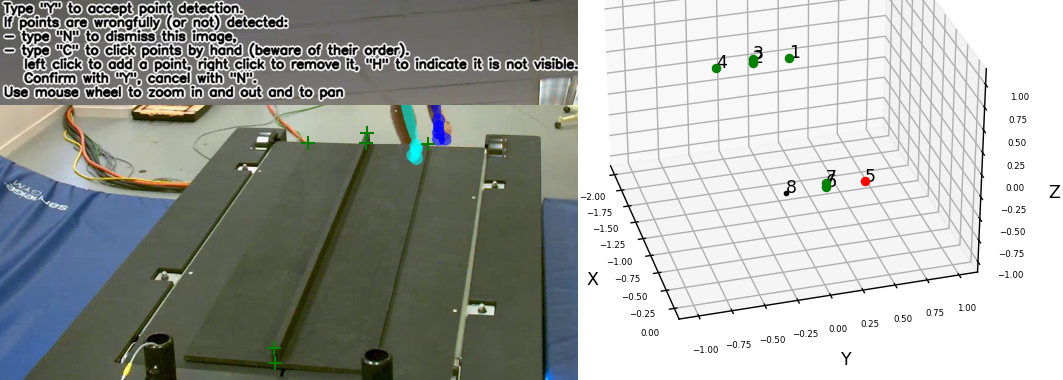 Type "Y" to accept point detection.
If points are wrongfully (or not) detected:
- type "N" to dismiss this image,
- type "C" to click points by hand (beware of their order).
left click to add a point, right click to remove it, "H" to indicate it is not visible.
Confirm with "Y", cancel with "N".
Use mouse wheel to zoom in and out and to pan
GYM
4 3 1
7 5
8
1.00
0.75
0.50
0.25
0.00
−0.25
−0.50
−0.75
−1.00
Z
−2.00
−1.75
−1.50
−1.25
−1.00
−0.75
−0.50
−0.25
0.00
X
−1.00 −0.75 −0.50 −0.25 0.00 0.25 0.50 0.75 1.00
Y